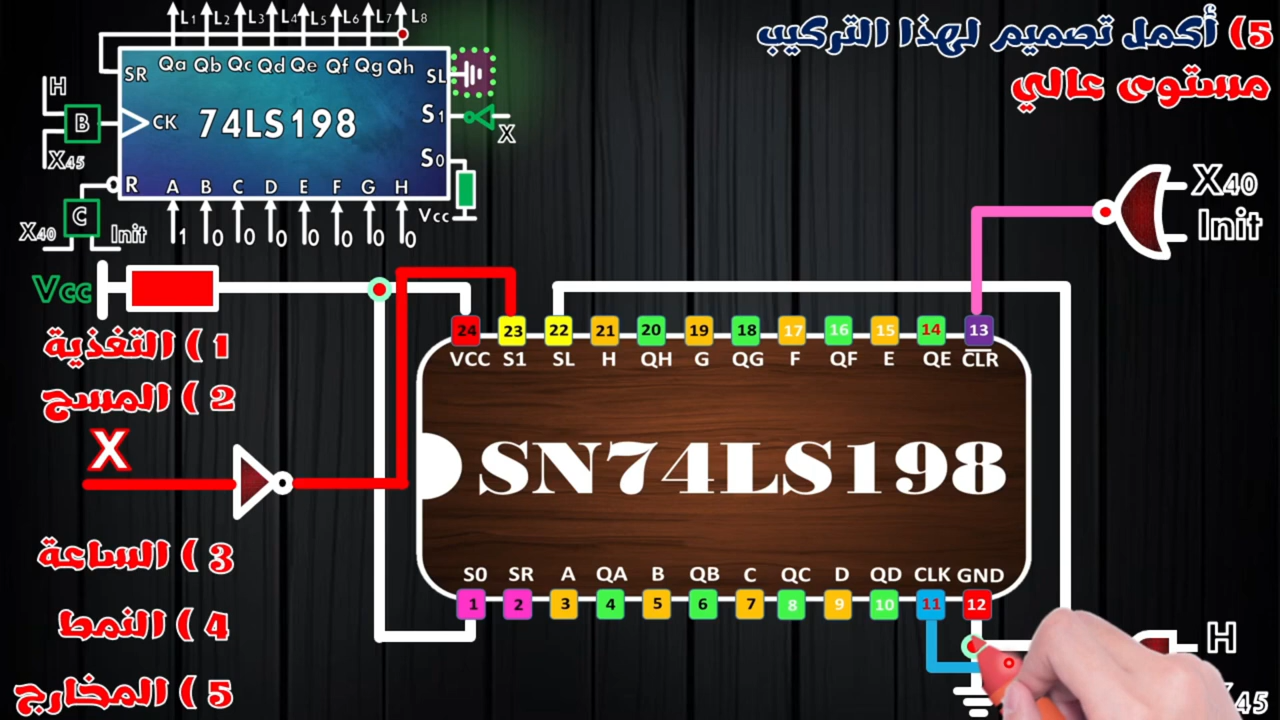 5) أكمل تصميم لهذا التركيب
مستوى عالي
L1 L2 L3 L4 L5 L6 L7 L8
SR Qa Qb Qc Qd Qe Qf Qg Qh SL
H
B CK 74LS198 S1
X45
X
S0
R A B C D E F G H
C
Vcc
X40 Init
1 0 0 0 0 0 0 0
X40
Init
Vcc
1 ) التغذية
2 ) المسح
X
3 ) الساعة
4 ) النمط
5 ) المخارج
24 23 22 21 20 19 18 17 16 15 14 13
VCC S1 SL H QH G QG F QF E QE CLR
SN74LS198
S0 SR A QA B QB C QC D QD CLK GND
1 2 3 4 5 6 7 8 9 10 11 12
H
45